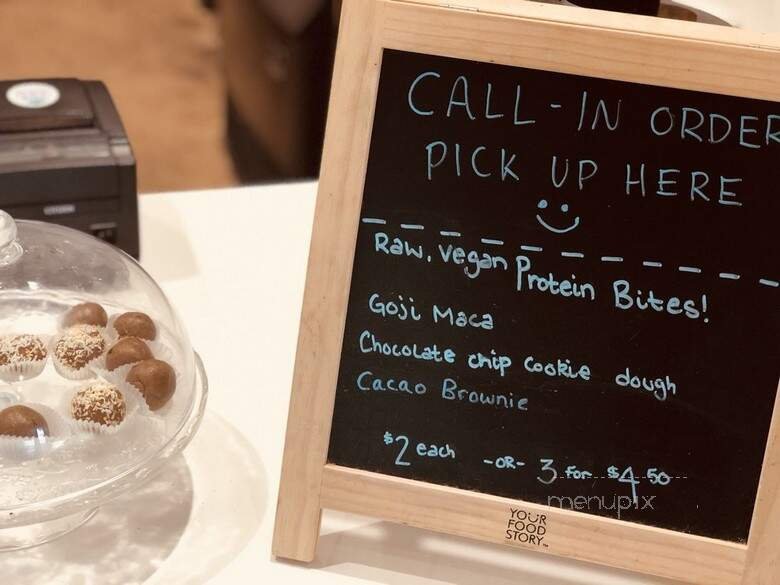 CALL-IN ORDER
PICK UP HERE
Raw, Vegan Protein Bites!
Goji Maca
Chocolate chip Cookie dough
Cacao Brownie
$2 each -OR- 3 for $4.50
menupix
YOUR
FOOD
STORY